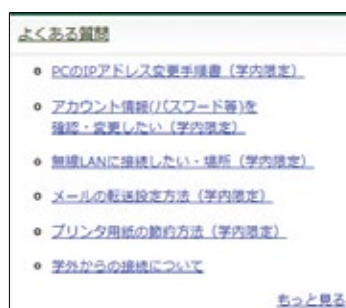 よくある質問
PCのIPアドレス変更手順書（学内限定）
アカウント情報(パスワード等)を
確認・変更したい（学内限定）
無線LANに接続したい・場所（学内限定）
メールの転送設定方法（学内限定）
プリンタ用紙の節約方法（学内限定）
学外からの接続について
もっと見る